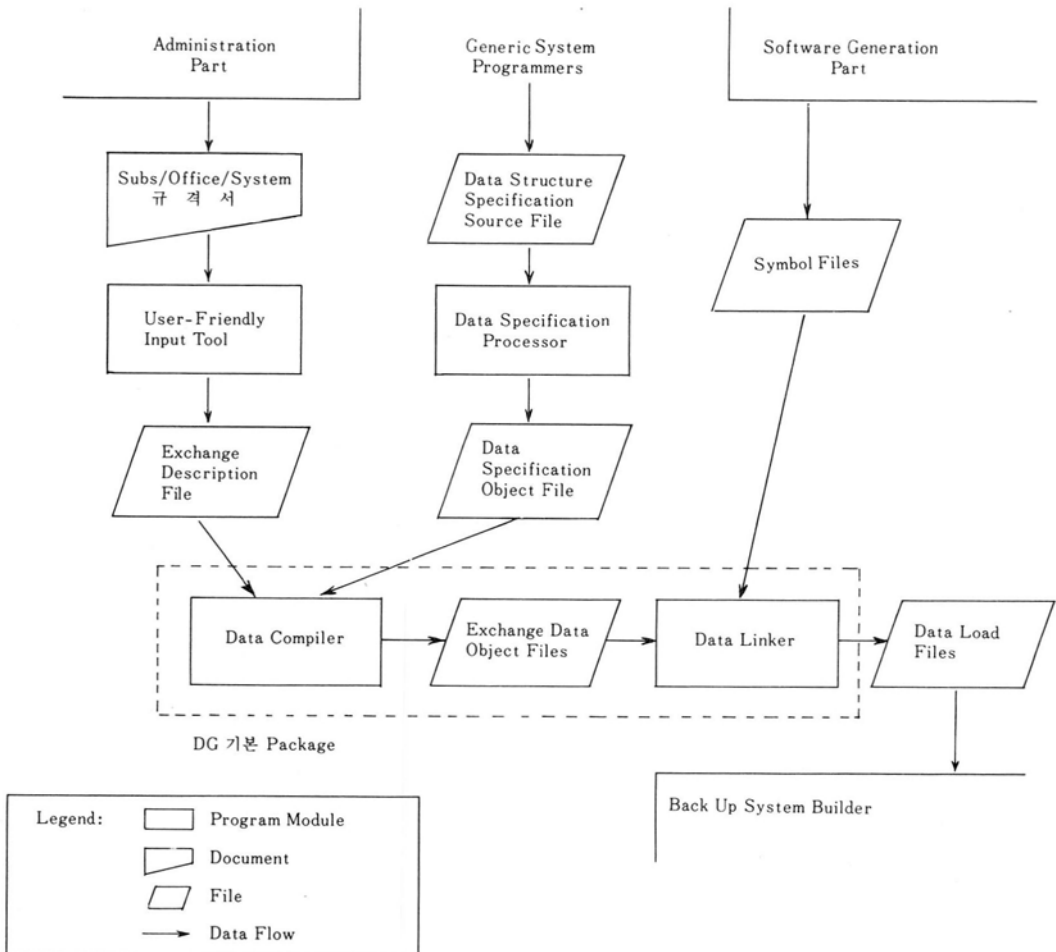 Administration
Part
Generic System
Programmers
Software Generation
Part
Subs/Office/System
규 격 서
Data Structure
Specification
Source File
Symbol Files
User-Friendly
Input Tool
Data Specification
Processor
Exchange
Description
File
Data
Specification
Object File
Data Compiler
Exchange Data
Object Files
Data Linker
Data Load
Files
DG 기본 Package
Back Up System Builder
Legend:
Program Module
Document
File
Data Flow